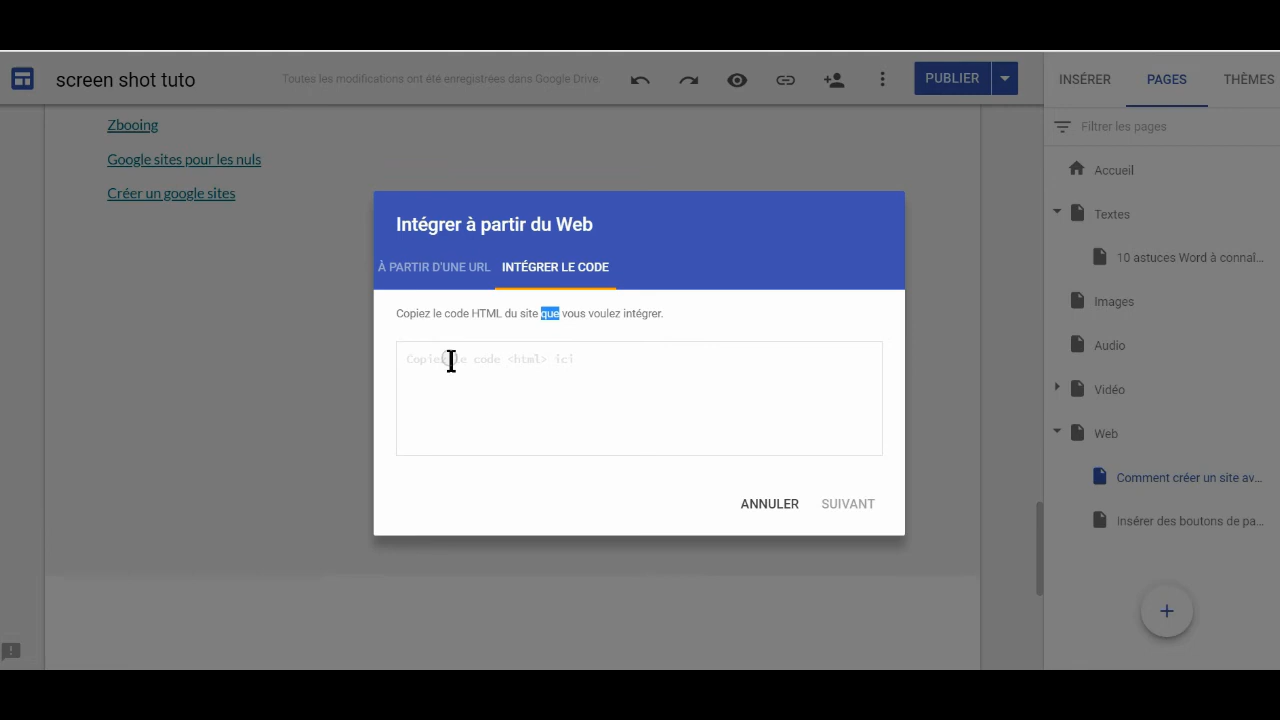 screen shot tuto
Toutes les modifications ont été enregistrées dans Google Drive.
PUBLIER
INSÉRER
PAGES
THÈMES
Filtrer les pages
Zbooing
Google sites pour les nuls
Créer un google sites
Intégrer à partir du Web
À PARTIR D'UNE URL
INTÉGRER LE CODE
Copiez le code HTML du site que vous voulez intégrer.
Copiez le code <html> ici
ANNULER
SUIVANT
Accueil
Textes
10 astuces Word à connaî...
Images
Audio
Vidéo
Web
Comment créer un site av...
Insérer des boutons de pa...